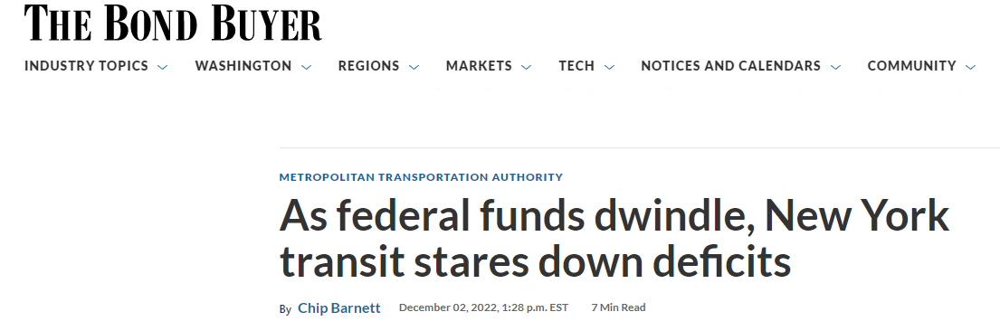 THE BOND BUYER
INDUSTRY TOPICS WASHINGTON REGIONS MARKETS TECH NOTICES AND CALENDARS COMMUNITY
METROPOLITAN TRANSPORTATION AUTHORITY
As federal funds dwindle, New York
transit stares down deficits
By Chip Barnett December 02, 2022, 1:28 p.m. EST 7 Min Read